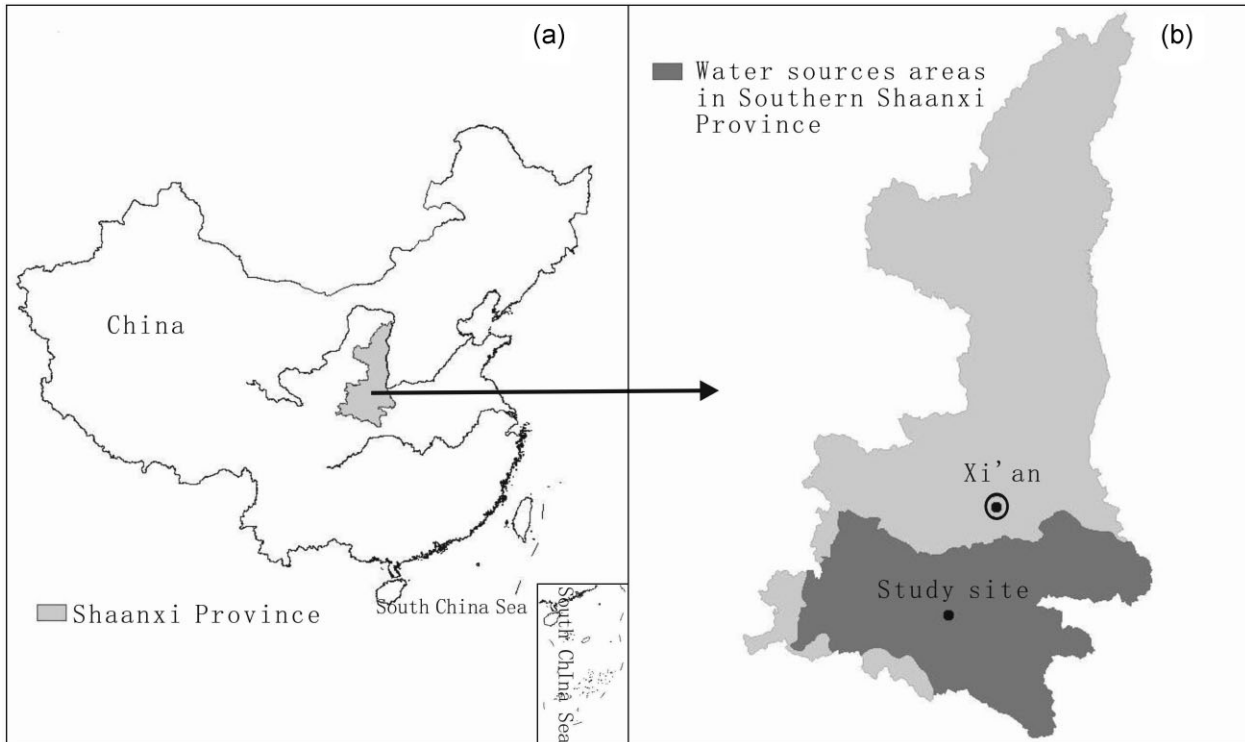 (a)
China
Shaanxi Province
South China Sea
South ChIna Sea
(b)
Water sources areas
in Southern Shaanxi
Province
Xi'an
Study site